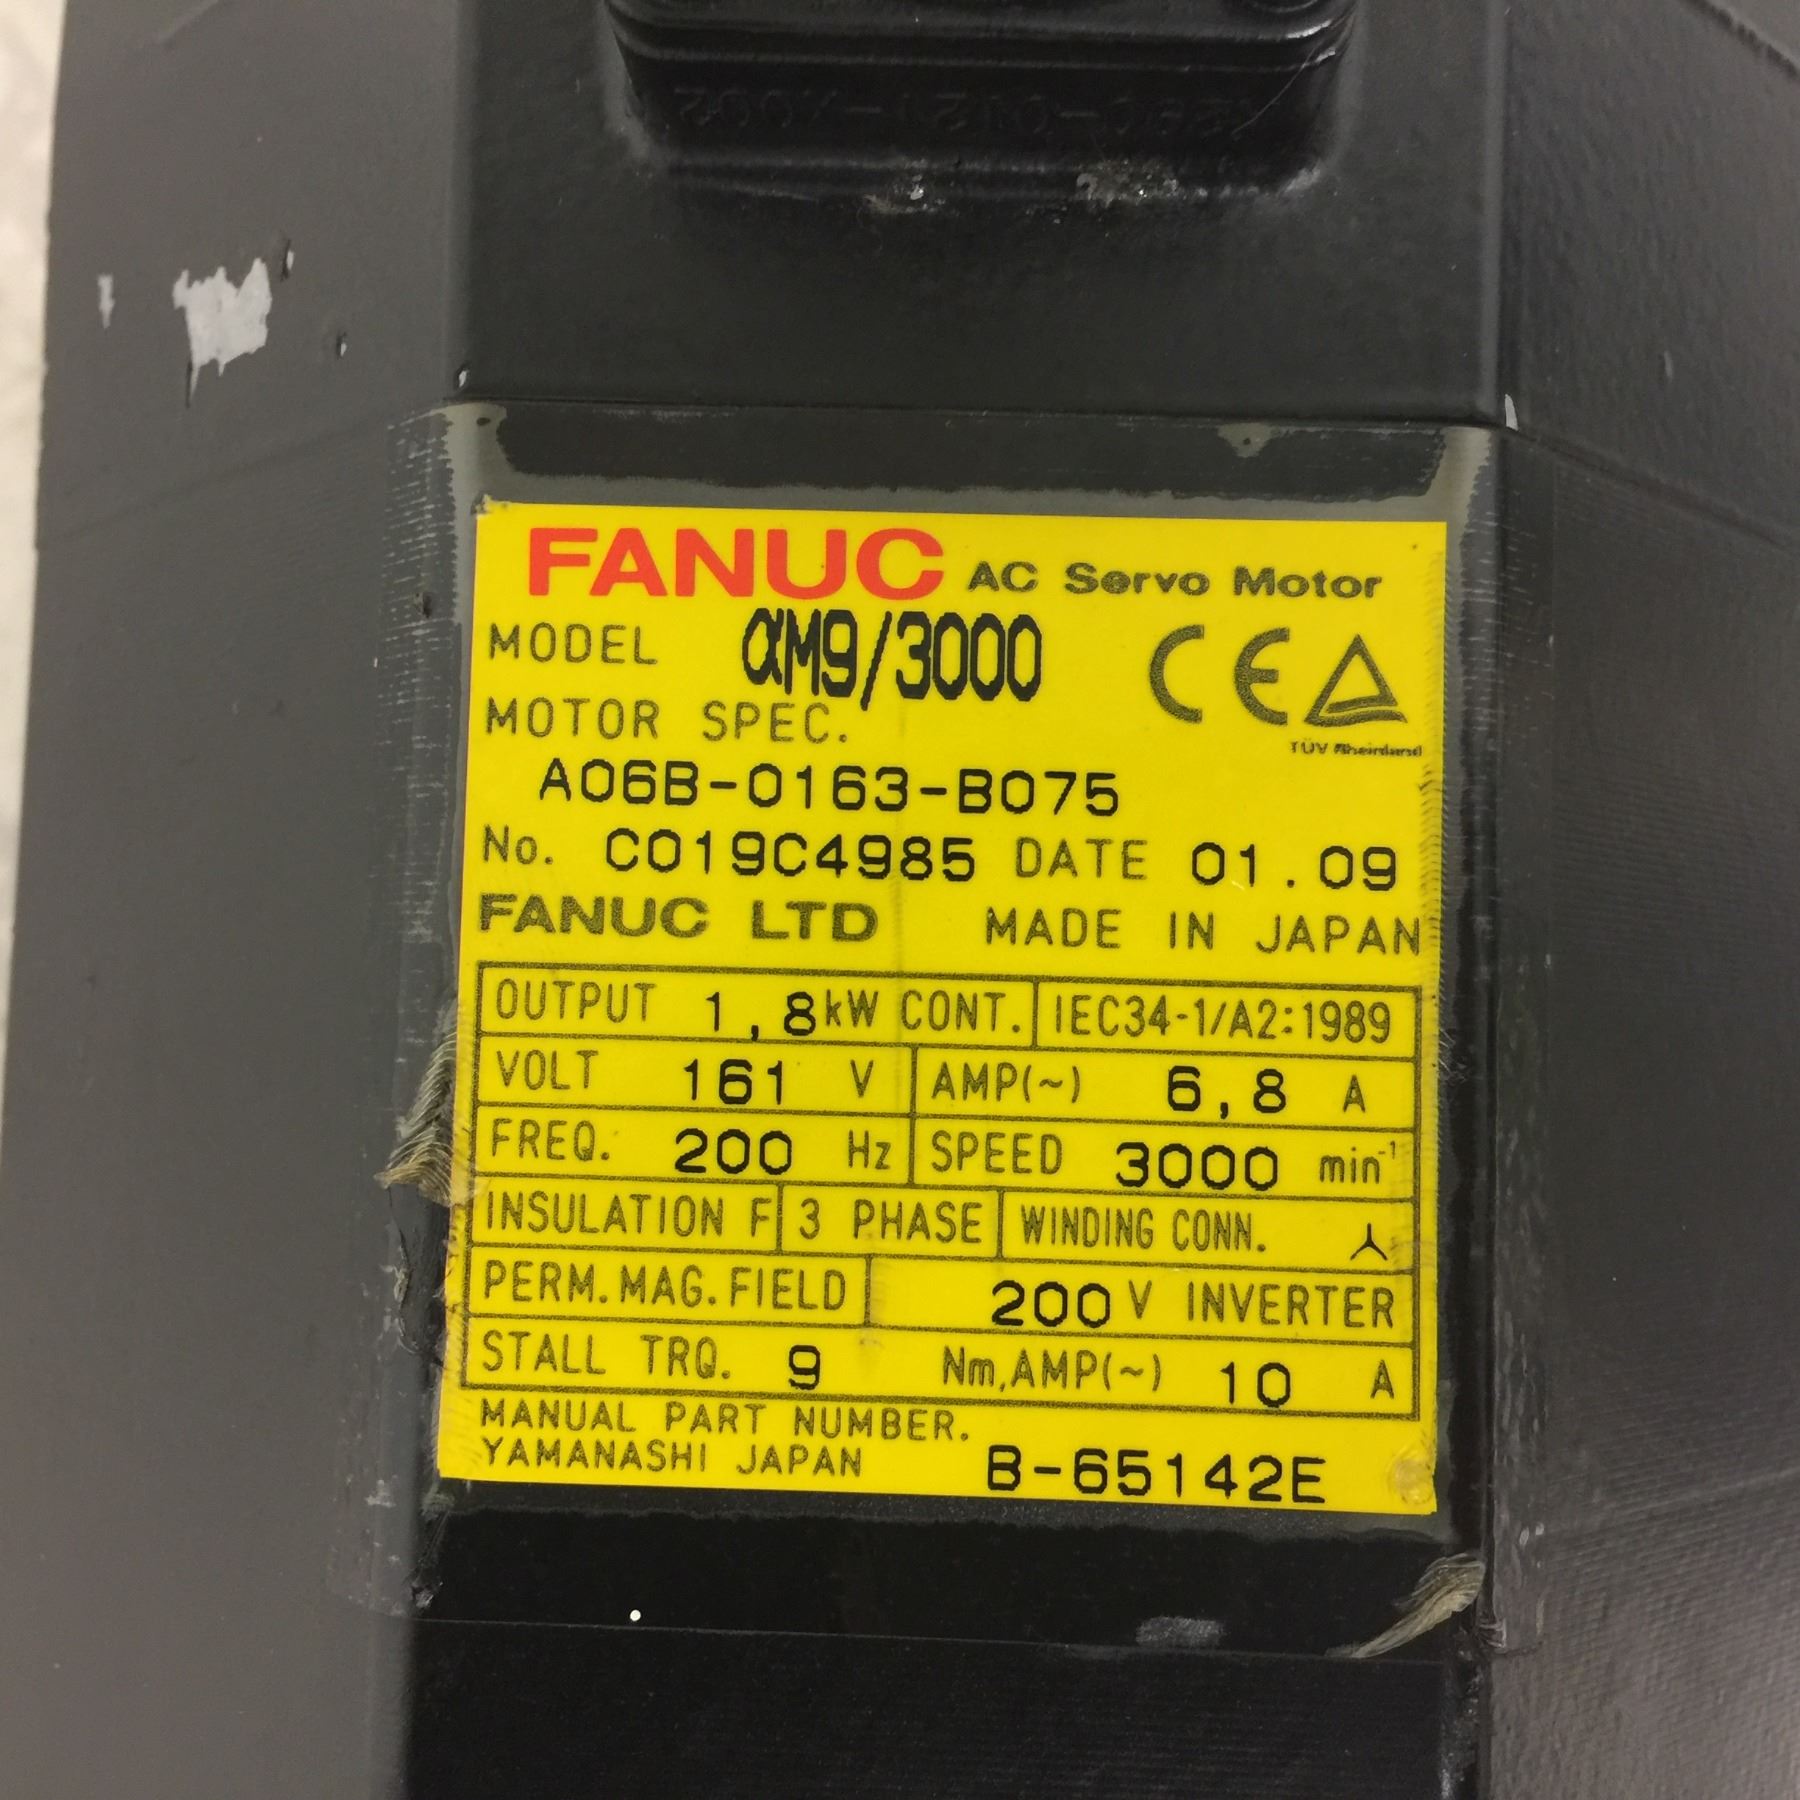 FANUC AC Servo Motor
MODEL αM9/3000 CE
MOTOR SPEC.
TÜV Rheinland
A06B-0163-B075
No. C019C4985 DATE 01.09
FANUC LTD MADE IN JAPAN
OUTPUT 1,8kW CONT. IEC34-1/A2:1989
VOLT 161 V AMP(~) 6,8 A
FREQ. 200 Hz SPEED 3000 min⁻¹
INSULATION F 3 PHASE WINDING CONN.
PERM.MAG.FIELD 200V INVERTER
STALL TRQ. 9 Nm,AMP(~) 10 A
MANUAL PART NUMBER.
YAMANASHI JAPAN B-65142E